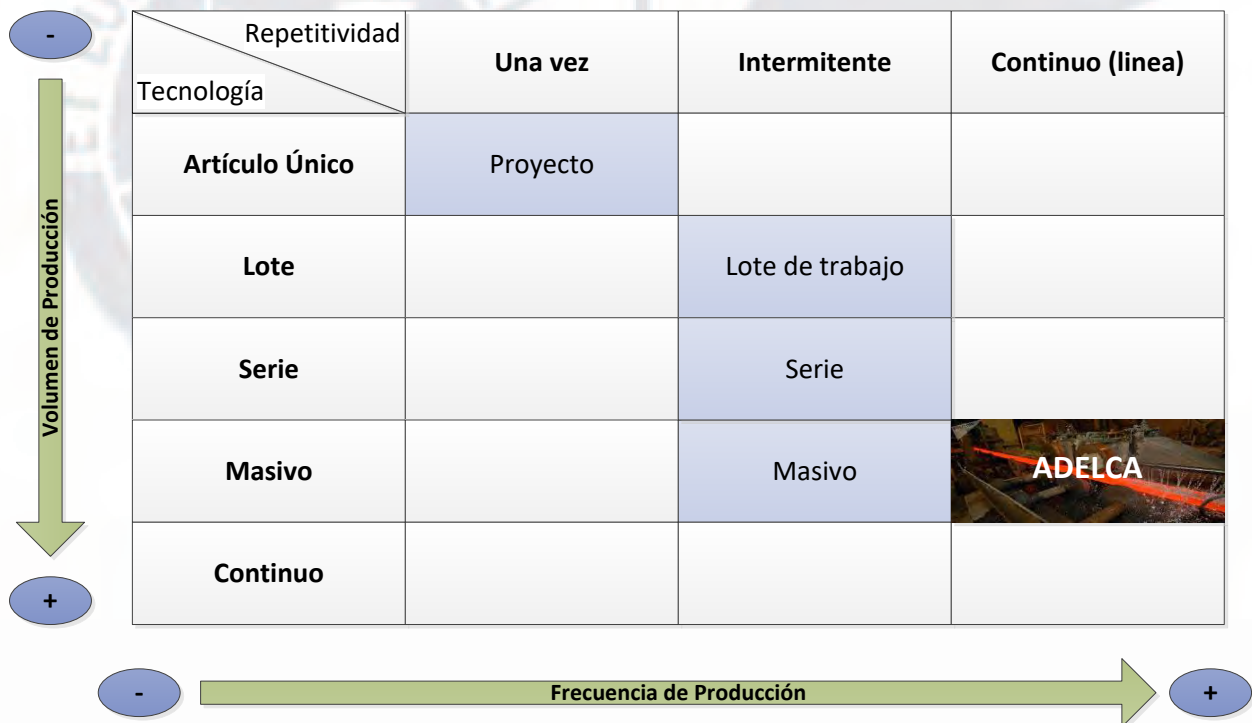 -
Repetitividad
Tecnología
Una vez
Intermitente
Continuo (linea)
Artículo Único
Proyecto
Lote
Lote de trabajo
Serie
Serie
Masivo
Masivo
ADELCA
Continuo
Volumen de Producción
+
-
Frecuencia de Producción
+